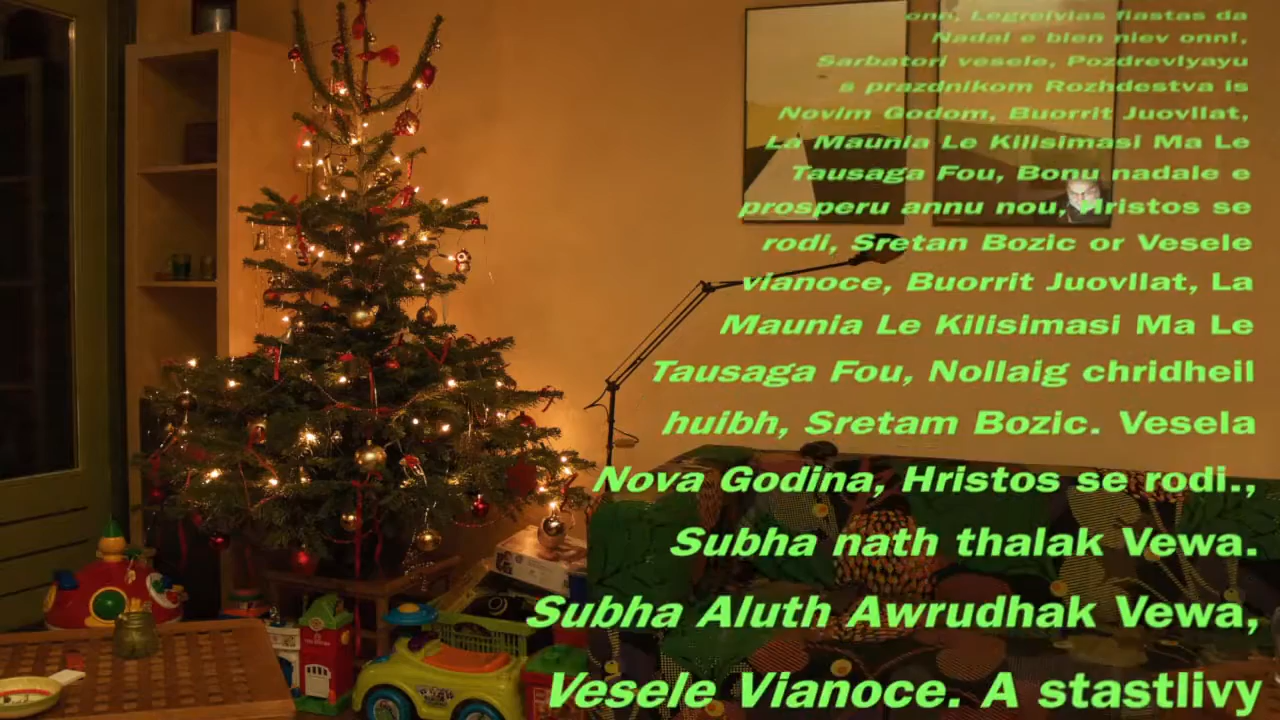 onn, Legreivlas fiastas da
Nadal e bien niev onn!,
Sarbatori vesele, Pozdrevlyayu
s prazdnikom Rozhdestva is
Novim Godom, Buorrit Juovllat,
La Maunia Le Kilisimasi Ma Le
Tausaga Fou, Bonu nadale e
prosperu annu nou, Hristos se
rodi, Sretan Bozic or Vesele
vianoce, Buorrit Juovllat, La
Maunia Le Kilisimasi Ma Le
Tausaga Fou, Nollaig chridheil
huibh, Sretam Bozic. Vesela
Nova Godina, Hristos se rodi.,
Subha nath thalak Vewa.
Subha Aluth Awrudhak Vewa,
Vesele Vianoce. A stastlivy